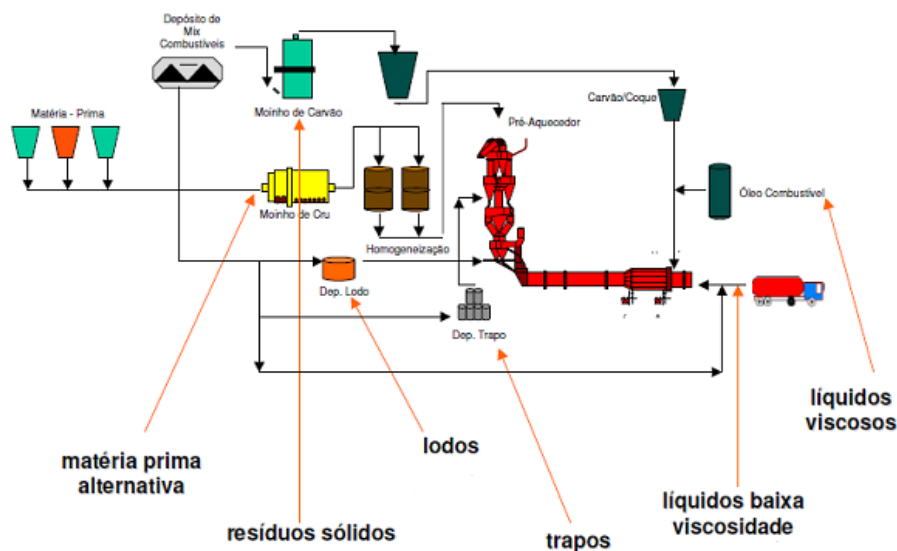 Depósito de
Mix
Combustíveis
Moinho de Carvão
Carvão/Coque
Matéria - Prima
Pré-Aquecedor
Moinho de Cru
Óleo Combustível
Homogeneização
Dep. Lodo
Dep. Trapo
líquidos
viscosos
lodos
matéria prima
alternativa
líquidos baixa
viscosidade
resíduos sólidos
trapos